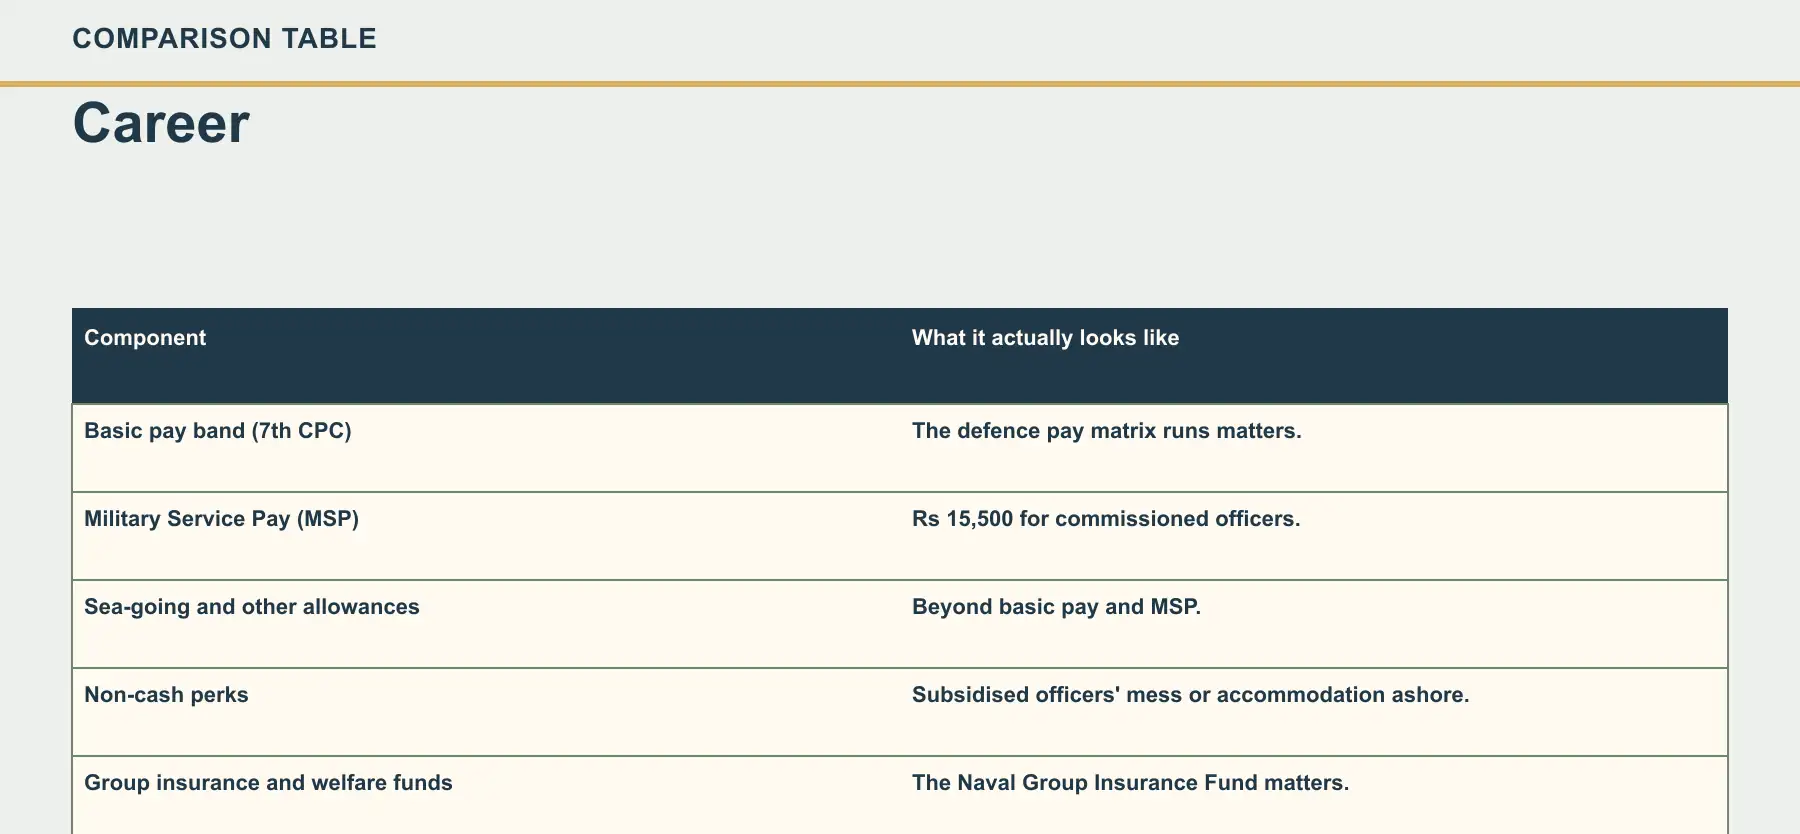 COMPARISON TABLE
Career
Component What it actually looks like
Basic pay band (7th CPC) The defence pay matrix runs matters.
Military Service Pay (MSP) Rs 15,500 for commissioned officers.
Sea-going and other allowances Beyond basic pay and MSP.
Non-cash perks Subsidised officers' mess or accommodation ashore.
Group insurance and welfare funds The Naval Group Insurance Fund matters.